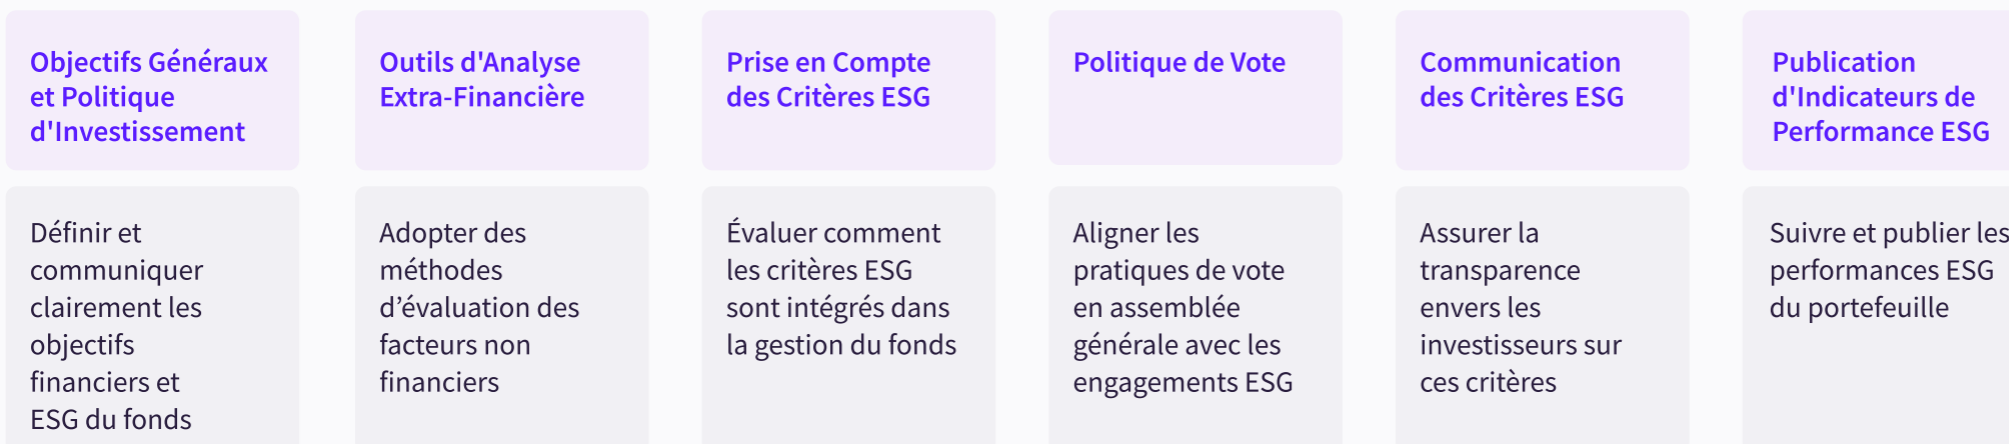 Objectifs Généraux
et Politique
d'Investissement
Définir et
communiquer
clairement les
objectifs
financiers et
ESG du fonds
Outils d'Analyse
Extra-Financière
Adopter des
méthodes
d’évaluation des
facteurs non
financiers
Prise en Compte
des Critères ESG
Évaluer comment
les critères ESG
sont intégrés dans
la gestion du fonds
Politique de Vote
Aligner les
pratiques de vote
en assemblée
générale avec les
engagements ESG
Communication
des Critères ESG
Assurer la
transparence
envers les
investisseurs sur
ces critères
Publication
d'Indicateurs de
Performance ESG
Suivre et publier les
performances ESG
du portefeuille